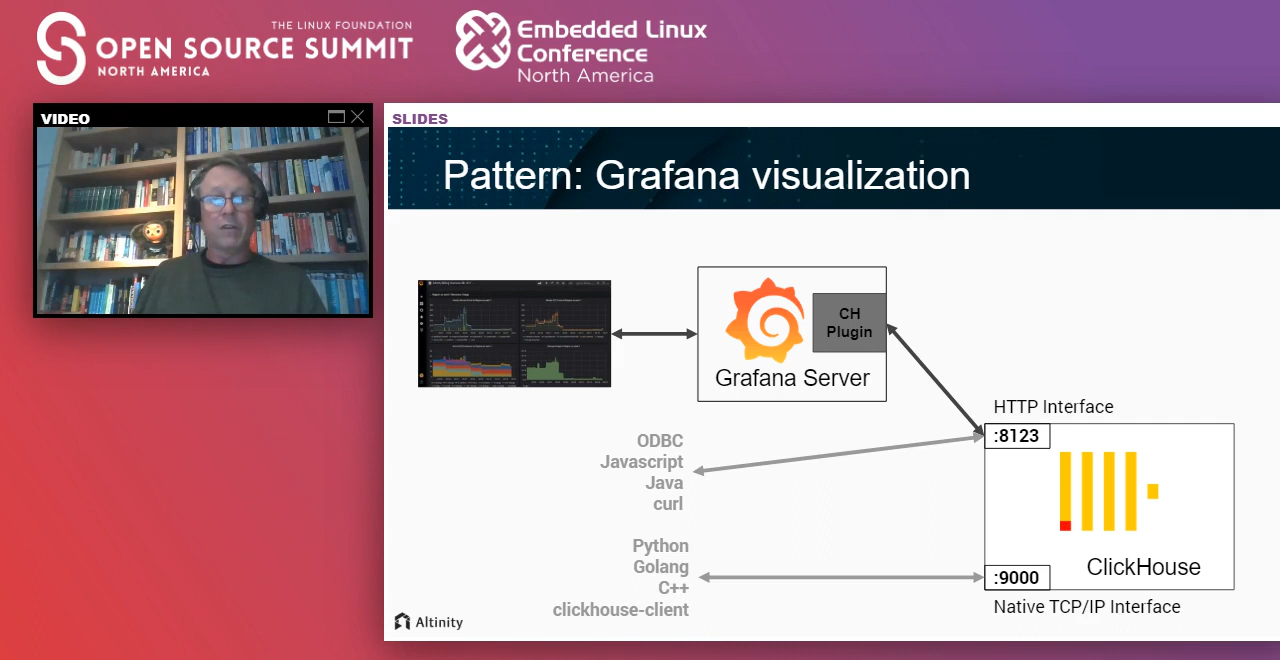 THE LINUX FOUNDATION
OPEN SOURCE SUMMIT
NORTH AMERICA
Embedded Linux
Conference
North America
VIDEO
SLIDES
Pattern: Grafana visualization
CH
Plugin
Grafana Server
HTTP Interface
:8123
ODBC
Javascript
Java
curl
Python
Golang
C++
clickhouse-client
:9000
ClickHouse
Native TCP/IP Interface
Altinity